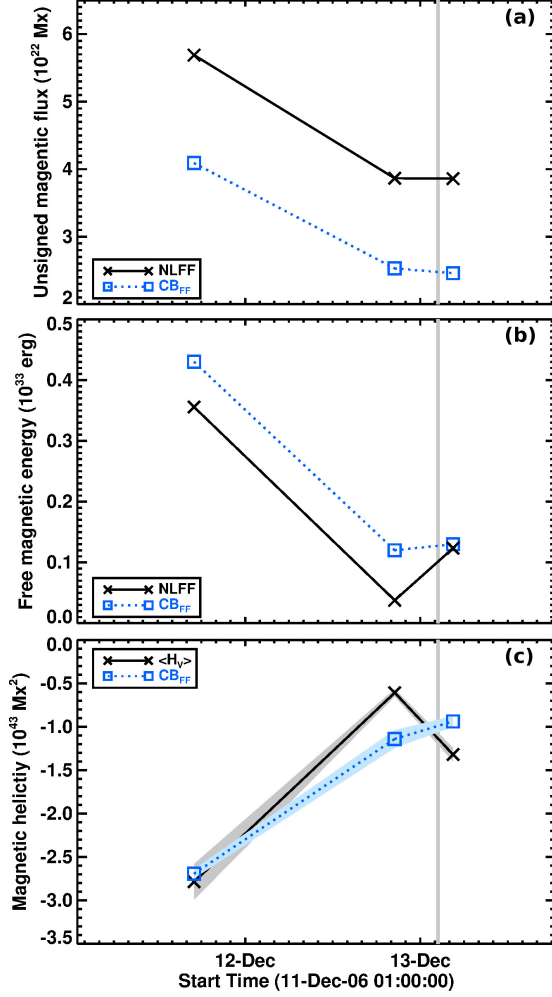 (a)
Unsigned magentic flux (10²² Mx)
6
5
4
3
2
NLFF
CB_FF
(b)
Free magnetic energy (10³³ erg)
0.5
0.4
0.3
0.2
0.1
0.0
NLFF
CB_FF
(c)
Magnetic helictiy (10⁴³ Mx²)
0.0
-0.5
-1.0
-1.5
-2.0
-2.5
-3.0
-3.5
<H_V>
CB_FF
12-Dec 13-Dec
Start Time (11-Dec-06 01:00:00)